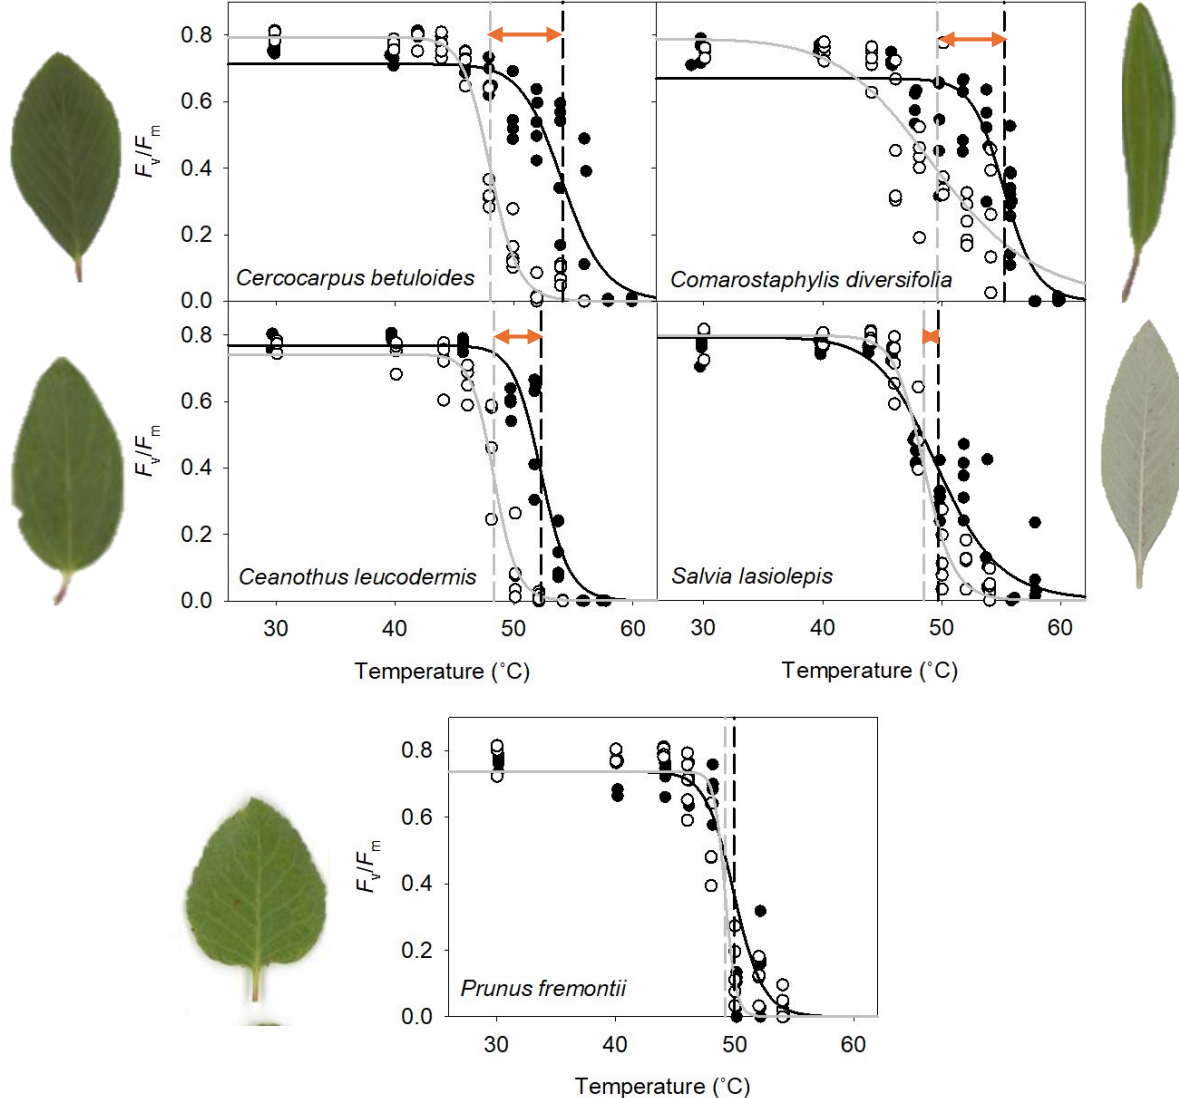 0.8
0.6
0.4
0.2
0.0
Fv/Fm
Cercocarpus betuloides
Comarostaphylis diversifolia
0.8
0.6
0.4
0.2
0.0
Fv/Fm
Ceanothus leucodermis
Salvia lasiolepis
30 40 50 60 30 40 50 60
Temperature (˚C) Temperature (˚C)
0.8
0.6
0.4
0.2
0.0
Fv/Fm
Prunus fremontii
30 40 50 60
Temperature (˚C)